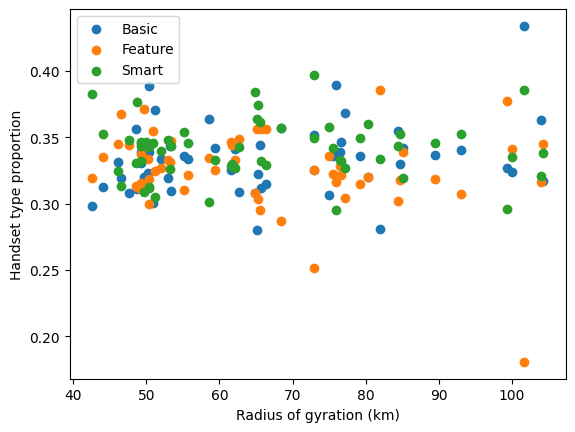 Basic
Feature
Smart
Handset type proportion
0.40
0.35
0.30
0.25
0.20
40 50 60 70 80 90 100
Radius of gyration (km)